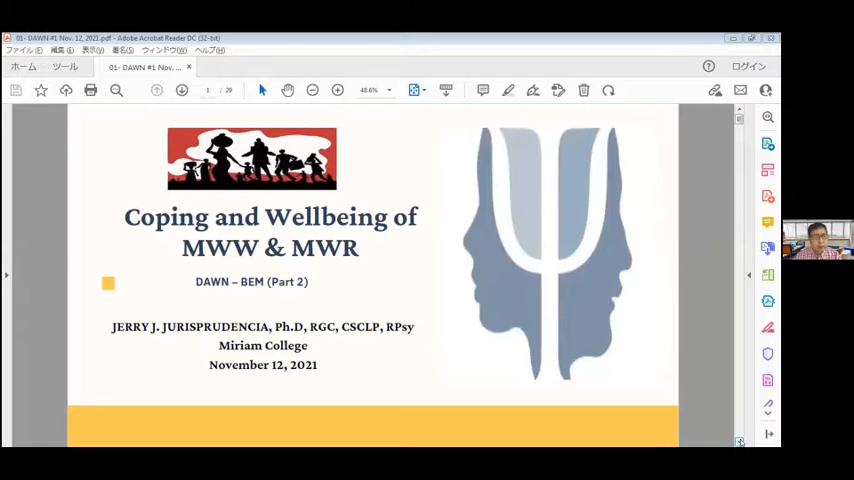 01- DAWN #1 Nov. 12, 2021.pdf - Adobe Acrobat Reader DC (32-bit)
ファイル(F) 編集(E) 表示(V) 署名(S) ウィンドウ(W) ヘルプ(H)
ホーム ツール 01- DAWN #1 Nov. ... × ログイン
1 / 29 48.6%
Coping and Wellbeing of
MWW & MWR
DAWN – BEM (Part 2)
JERRY J. JURISPRUDENCIA, Ph.D, RGC, CSCLP, RPsy
Miriam College
November 12, 2021